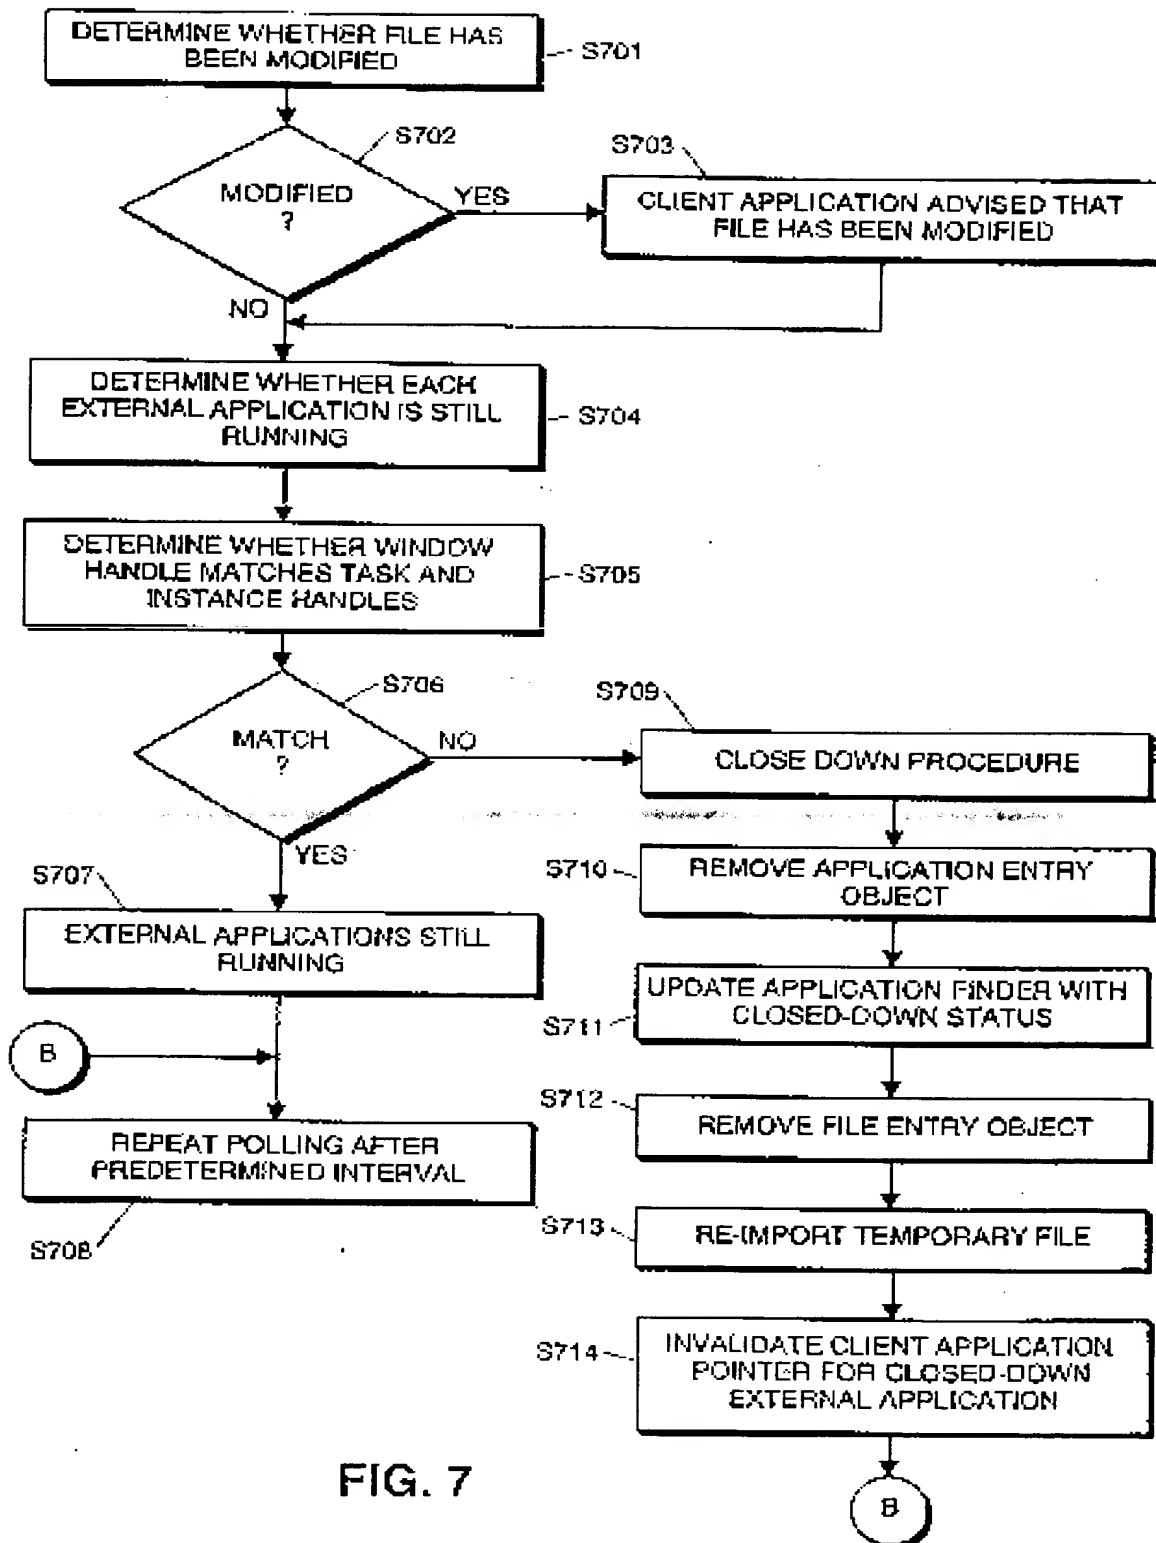 DETERMINE WHETHER FILE HAS
BEEN MODIFIED
S701
S702
MODIFIED
?
YES
NO
S703
CLIENT APPLICATION ADVISED THAT
FILE HAS BEEN MODIFIED
DETERMINE WHETHER EACH
EXTERNAL APPLICATION IS STILL
RUNNING
S704
DETERMINE WHETHER WINDOW
HANDLE MATCHES TASK AND
INSTANCE HANDLES
S705
S706
MATCH
?
NO
YES
S707
EXTERNAL APPLICATIONS STILL
RUNNING
B
REPEAT POLLING AFTER
PREDETERMINED INTERVAL
S708
S709
CLOSE DOWN PROCEDURE
S710
REMOVE APPLICATION ENTRY
OBJECT
UPDATE APPLICATION FINDER WITH
CLOSED-DOWN STATUS
S711
S712
REMOVE FILE ENTRY OBJECT
S713
RE-IMPORT TEMPORARY FILE
S714
INVALIDATE CLIENT APPLICATION
POINTER FOR CLOSED-DOWN
EXTERNAL APPLICATION
B
FIG. 7